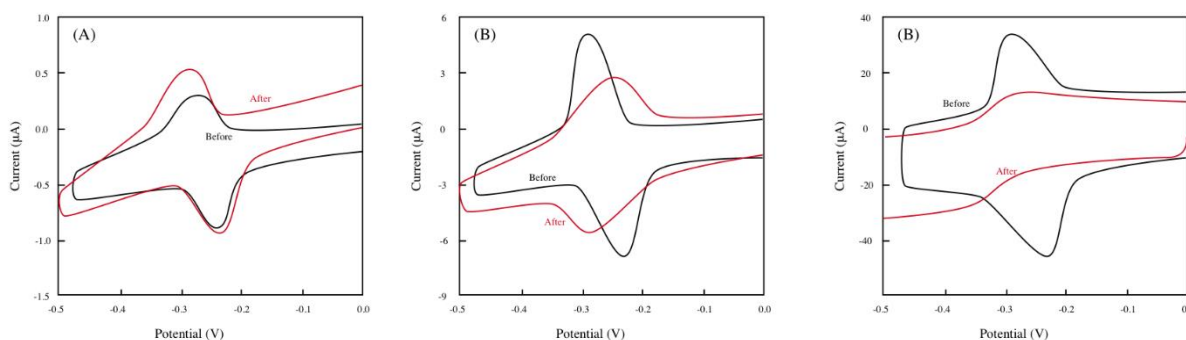 (A)
1.0
0.5
0.0
-0.5
-1.0
-1.5
Current (µA)
After
Before
-0.5 -0.4 -0.3 -0.2 -0.1 0.0
Potential (V)
(B)
6
3
0
-3
-6
-9
Current (µA)
Before
After
-0.5 -0.4 -0.3 -0.2 -0.1 0.0
Potential (V)
(B)
40
20
0
-20
-40
60
Current (µA)
Before
After
-0.5 -0.4 -0.3 -0.2 -0.1 0.0
Potential (V)